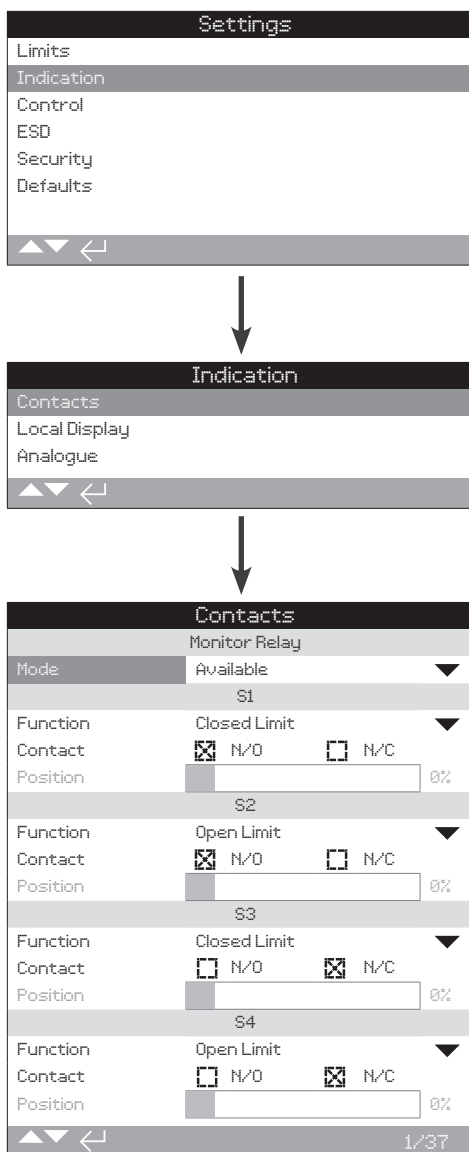 Settings
Limits
Indication
Control
ESD
Security
Defaults
Indication
Contacts
Local Display
Analogue
Contacts
Monitor Relay
Mode Available
S1
Function Closed Limit
Contact N/O N/C
Position 0%
S2
Function Open Limit
Contact N/O N/C
Position 0%
S3
Function Closed Limit
Contact N/O N/C
Position 0%
S4
Function Open Limit
Contact N/O N/C
Position 0%
1/37